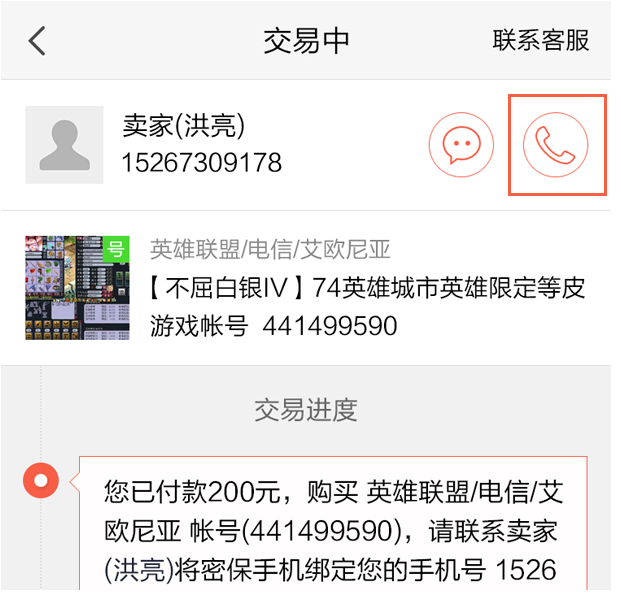 交易中
联系客服
卖家(洪亮)
15267309178
号
英雄联盟/电信/艾欧尼亚
【不屈白银IV】74英雄城市英雄限定等皮
游戏帐号 441499590
交易进度
您已付款200元，购买 英雄联盟/电信/艾
欧尼亚 帐号(441499590)，请联系卖家
(洪亮)将密保手机绑定您的手机号 1526